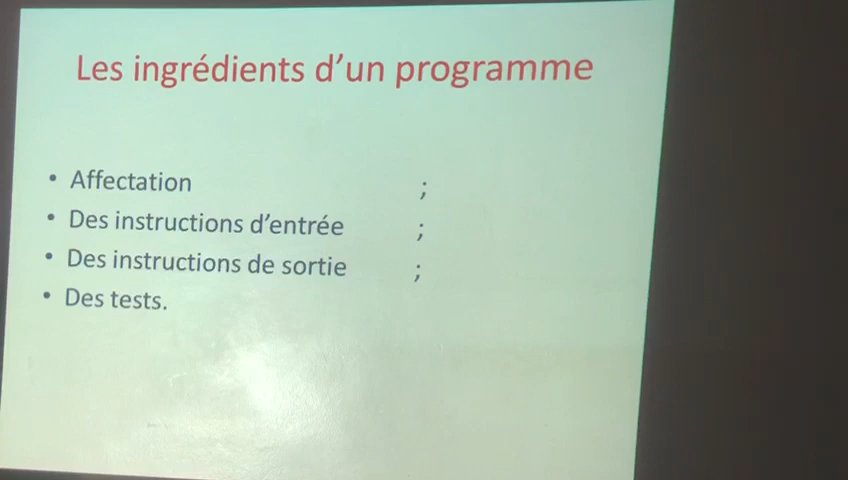 Les ingrédients d'un programme
• Affectation ;
• Des instructions d'entrée ;
• Des instructions de sortie ;
• Des tests.